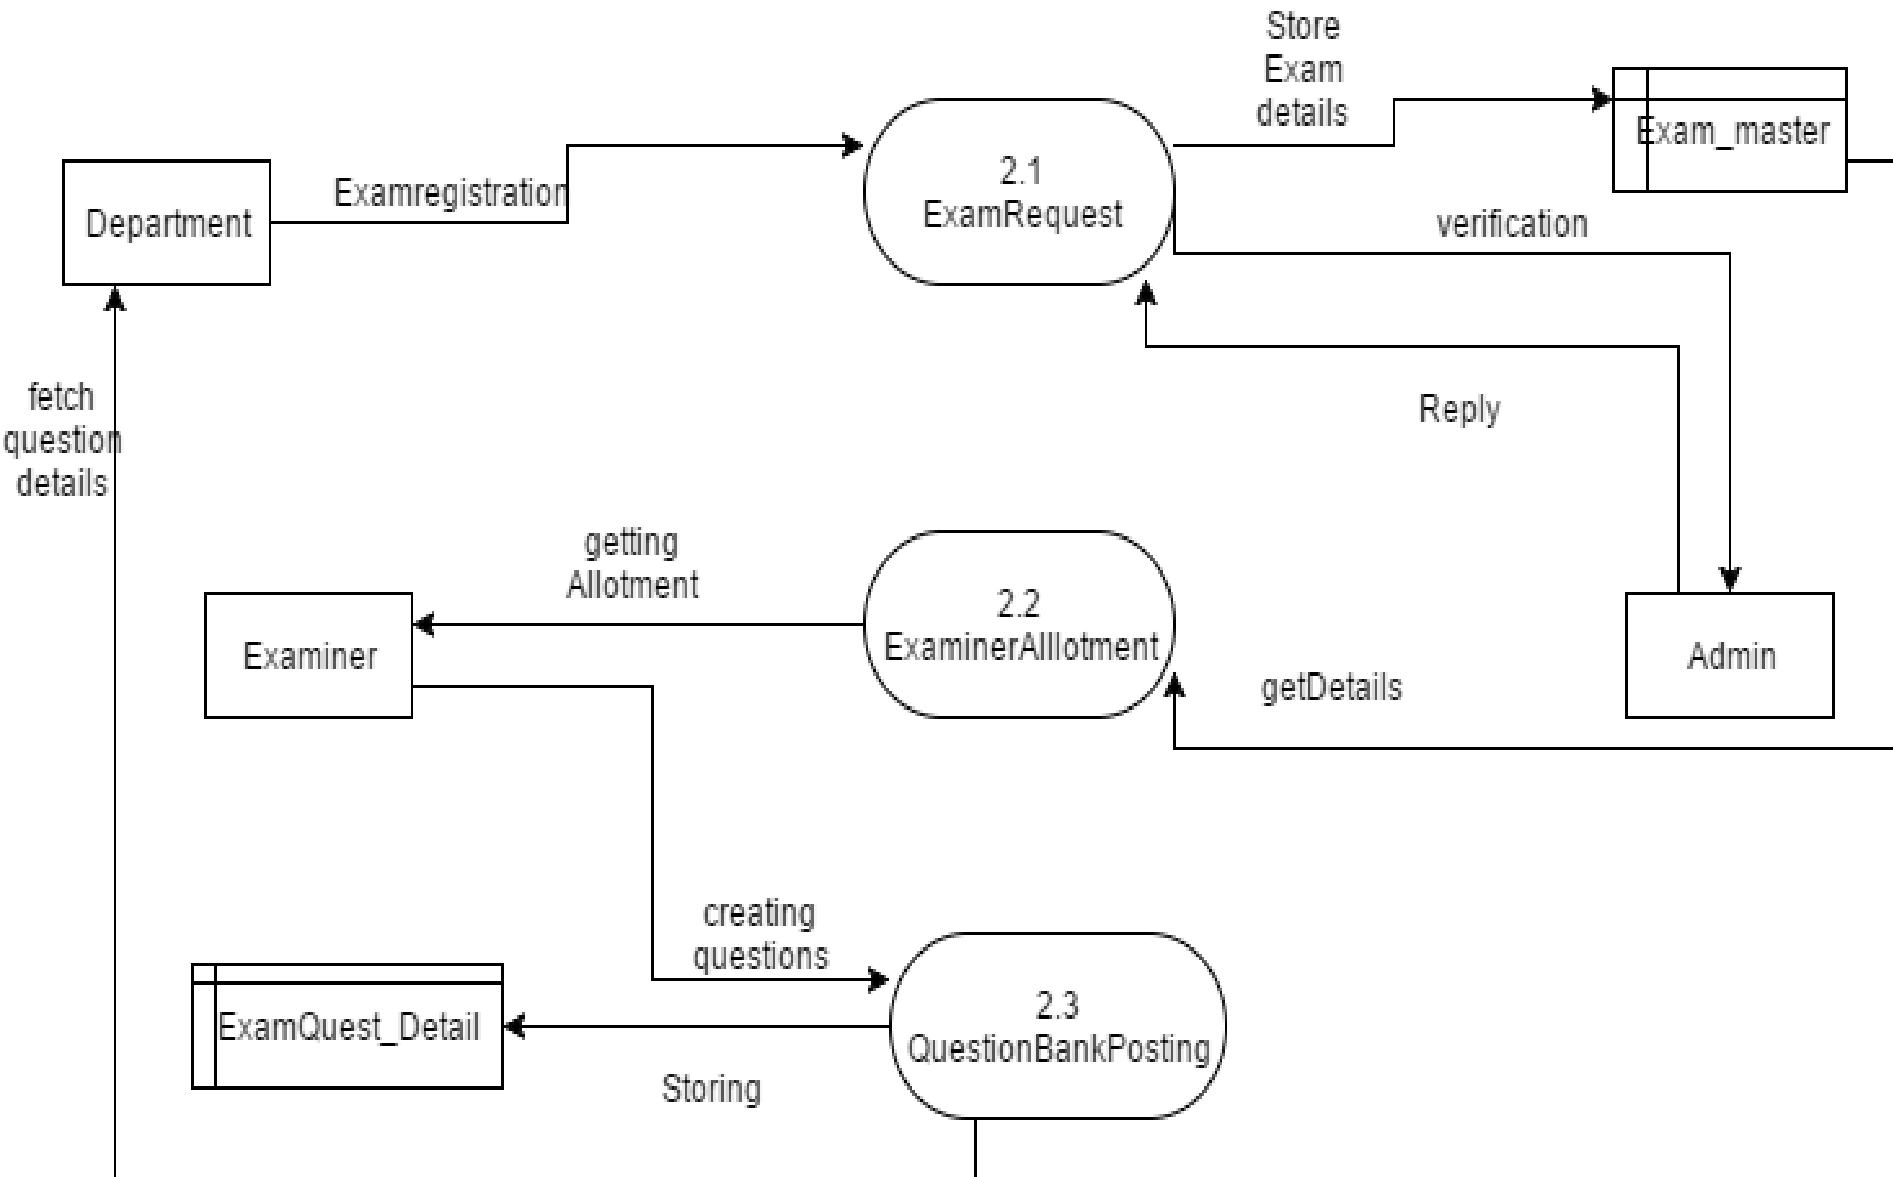 Store
Exam
details
Exam_master
2.1
ExamRequest
Examregistration
Department
verification
Reply
fetch
question
details
getting
Allotment
2.2
ExaminerAlllotment
Examiner
Admin
getDetails
creating
questions
2.3
QuestionBankPosting
ExamQuest_Detail
Storing